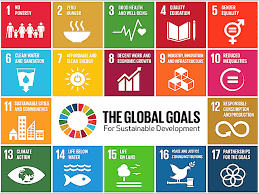 1 NO
POVERTY
2 ZERO
HUNGER
3 GOOD HEALTH
AND WELL-BEING
4 QUALITY
EDUCATION
5 GENDER
EQUALITY
6 CLEAN WATER
AND SANITATION
7 AFFORDABLE AND
CLEAN ENERGY
8 DECENT WORK AND
ECONOMIC GROWTH
9 INDUSTRY, INNOVATION
AND INFRASTRUCTURE
10 REDUCED
INEQUALITIES
11 SUSTAINABLE CITIES
AND COMMUNITIES
THE GLOBAL GOALS
For Sustainable Development
12 RESPONSIBLE
CONSUMPTION
AND PRODUCTION
13 CLIMATE
ACTION
14 LIFE BELOW
WATER
15 LIFE
ON LAND
16 PEACE AND JUSTICE
STRONG INSTITUTIONS
17 PARTNERSHIPS
FOR THE GOALS